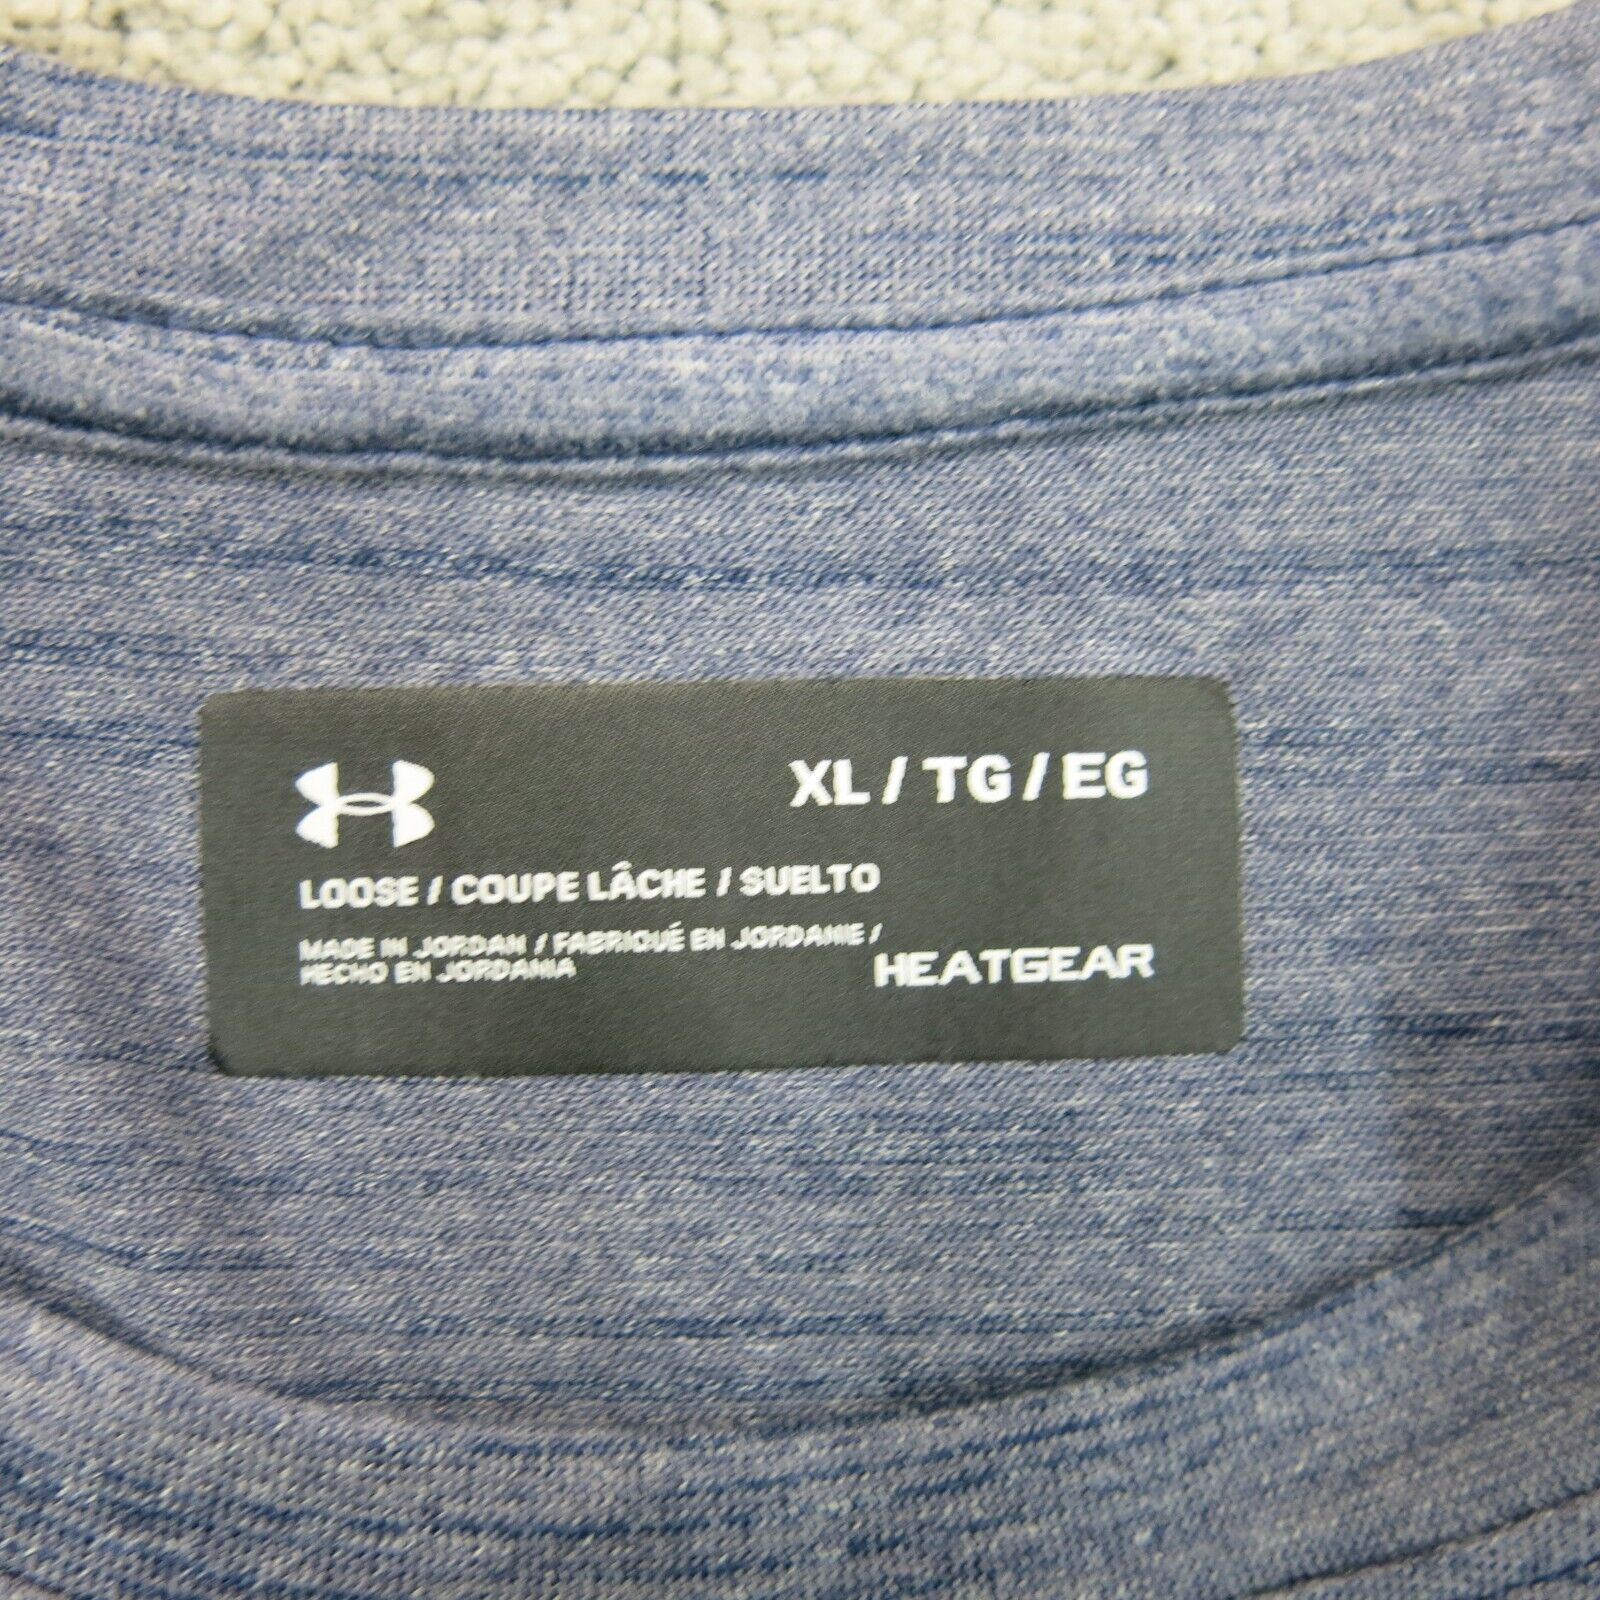 XL / TG / EG
LOOSE / COUPE LÂCHE / SUELTO
MADE IN JORDAN / FABRIQUÉ EN JORDANIE /
HECHO EN JORDANIA
HEATGEAR